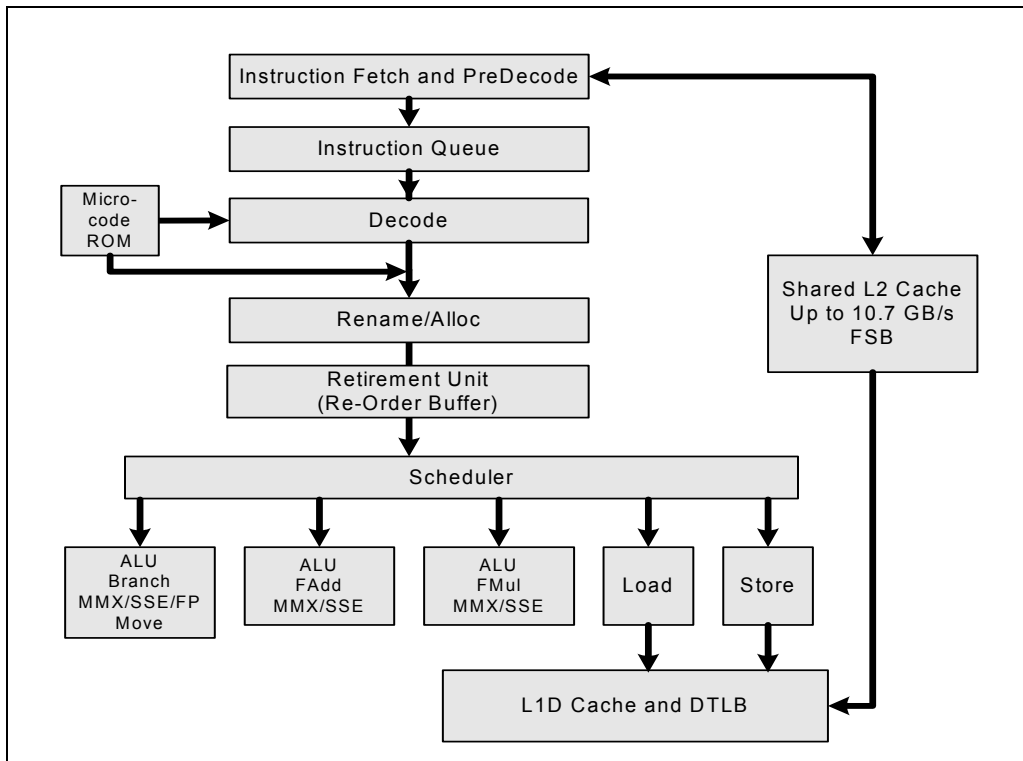 Instruction Fetch and PreDecode
Instruction Queue
Micro-
code
ROM
Decode
Shared L2 Cache
Up to 10.7 GB/s
FSB
Rename/Alloc
Retirement Unit
(Re-Order Buffer)
Scheduler
ALU
Branch
MMX/SSE/FP
Move
ALU
FAdd
MMX/SSE
ALU
FMul
MMX/SSE
Load
Store
L1D Cache and DTLB